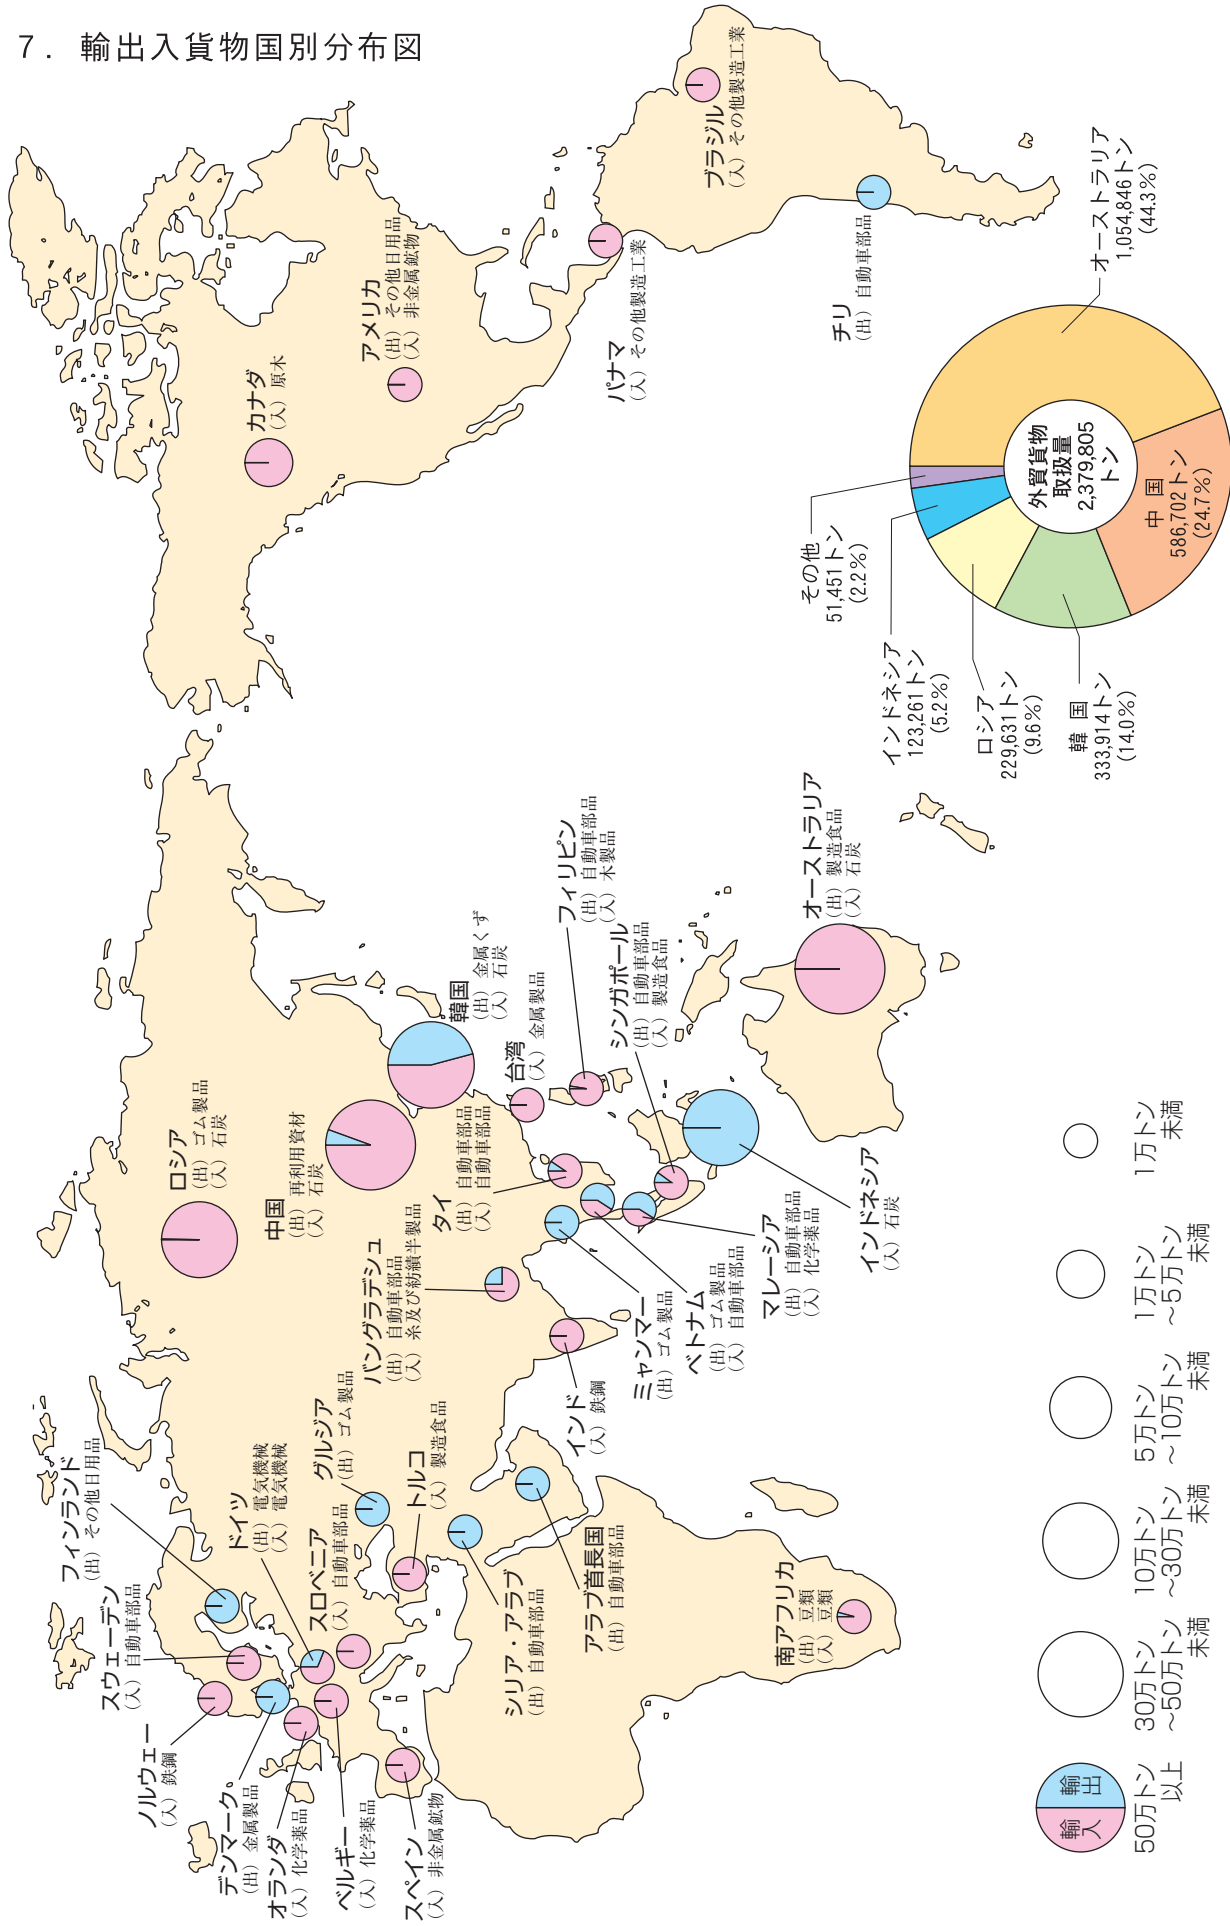 7. 輸出入貨物国別分布図
ノルウェー
（入）鉄鋼
スウェーデン
（入）自動車部品
フィンランド
（出）その他日用品
デンマーク
（出）金属製品
オランダ
（入）化学薬品
ベルギー
（入）化学薬品
スペイン
（入）非金属鉱物
ドイツ
（出）電気機械
（入）電気機械
スロベニア
（入）自動車部品
グルジア
（出）ゴム製品
トルコ
（入）製造食品
シリア・アラブ
（出）自動車部品
アラブ首長国
（出）自動車部品
南アフリカ
（出）豆類
（入）豆類
ロシア
（出）ゴム製品
（入）石炭
中国
（出）再利用資材
（入）石炭
韓国
（出）金属くず
（入）石炭
台湾
（入）金属製品
タイ
（出）自動車部品
（入）自動車部品
バングラデシュ
（出）自動車部品
（入）糸及び紡績半製品
インド
（入）鉄鋼
ミャンマー
（出）ゴム製品
ベトナム
（出）ゴム製品
（入）自動車部品
マレーシア
（出）自動車部品
（入）化学薬品
インドネシア
（入）石炭
フィリピン
（出）自動車部品
（入）木製品
シンガポール
（出）自動車部品
（入）製造食品
オーストラリア
（出）製造食品
（入）石炭
カナダ
（入）原木
アメリカ
（出）その他日用品
（入）非金属鉱物
パナマ
（入）その他製造工業
ブラジル
（入）その他製造工業
チリ
（出）自動車部品
外貿貨物
取扱量
2,379,805
トン
オーストラリア
1,054,846トン
(44.3%)
中 国
586,702トン
(24.7%)
韓 国
333,914トン
(14.0%)
ロシア
229,631トン
(9.6%)
インドネシア
123,261トン
(5.2%)
その他
51,451トン
(2.2%)
輸入
輸出
50万トン
以上
30万トン
～50万トン
未満
10万トン
～30万トン
未満
5万トン
～10万トン
未満
1万トン
～5万トン
未満
1万トン
未満